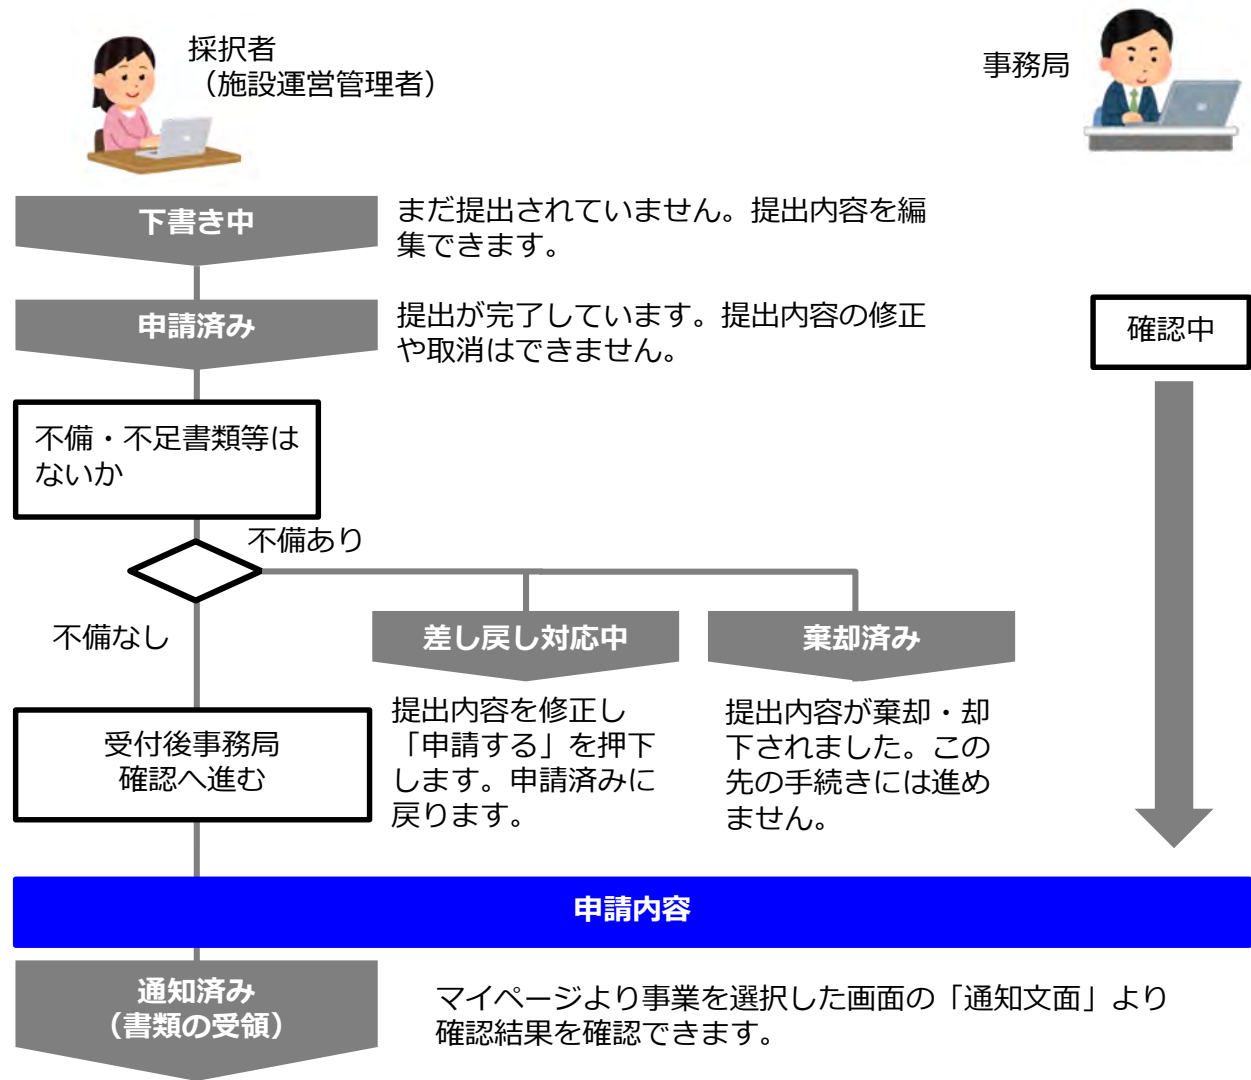 採択者
（施設運営管理者）
事務局
下書き中
まだ提出されていません。提出内容を編
集できます。
申請済み
提出が完了しています。提出内容の修正
や取消はできません。
確認中
不備・不足書類等は
ないか
不備あり
不備なし
差し戻し対応中
棄却済み
提出内容を修正し
「申請する」を押下
します。申請済みに
戻ります。
提出内容が棄却・却
下されました。この
先の手続きには進め
ません。
受付後事務局
確認へ進む
申請内容
通知済み
（書類の受領）
マイページより事業を選択した画面の「通知文面」より
確認結果を確認できます。